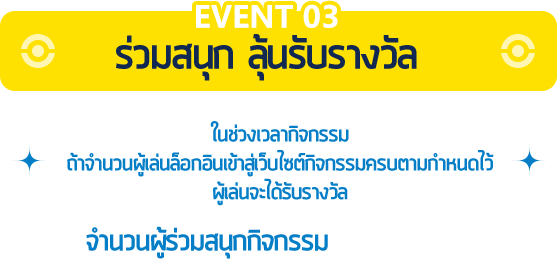 EVENT 03
ร่วมสนุก ลุ้นรับรางวัล
ในช่วงเวลากิจกรรม
ถ้าจำนวนผู้เล่นล็อกอินเข้าสู่เว็บไซต์กิจกรรมครบตามกำหนดไว้
ผู้เล่นจะได้รับรางวัล
จำนวนผู้ร่วมสนุกกิจกรรม